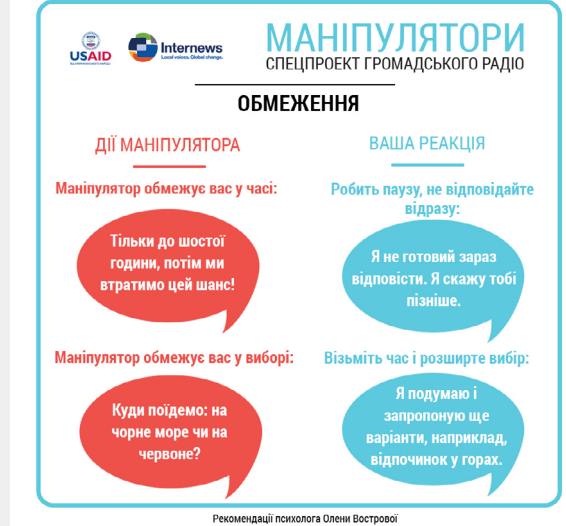 USAID
Internews
Local voices. Global change.
МАНІПУЛЯТОРИ
СПЕЦПРОЕКТ ГРОМАДСЬКОГО РАДІО
ОБМЕЖЕННЯ
ДІЇ МАНІПУЛЯТОРА
Маніпулятор обмежує вас у часі:
Тільки до шостої
години, потім ми
втратимо цей шанс!
Маніпулятор обмежує вас у виборі:
Куди поїдемо: на
чорне море чи на
червоне?
ВАША РЕАКЦІЯ
Робить паузу, не відповідайте
відразу:
Я не готовий зараз
відповісти. Я скажу тобі
пізніше.
Візьміть час і розширте вибір:
Я подумаю і
запропоную ще
варіанти, наприклад,
відпочинок у горах.
Рекомендації психолога Олени Вострової